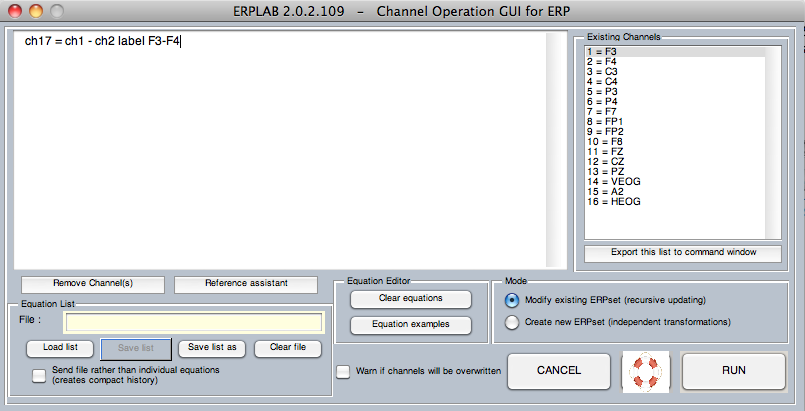 ERPLAB 2.0.2.109 - Channel Operation GUI for ERP
ch17 = ch1 - ch2 label F3-F4
Existing Channels
1 = F3
2 = F4
3 = C3
4 = C4
5 = P3
6 = P4
7 = F7
8 = FP1
9 = FP2
10 = F8
11 = FZ
12 = CZ
13 = PZ
14 = VEOG
15 = A2
16 = HEOG
Export this list to command window
Remove Channel(s)
Reference assistant
Equation Editor
Clear equations
Equation examples
Mode
Modify existing ERPset (recursive updating)
Create new ERPset (independent transformations)
Equation List
File :
Load list
Save list
Save list as
Clear file
Send file rather than individual equations
(creates compact history)
Warn if channels will be overwritten
CANCEL
RUN